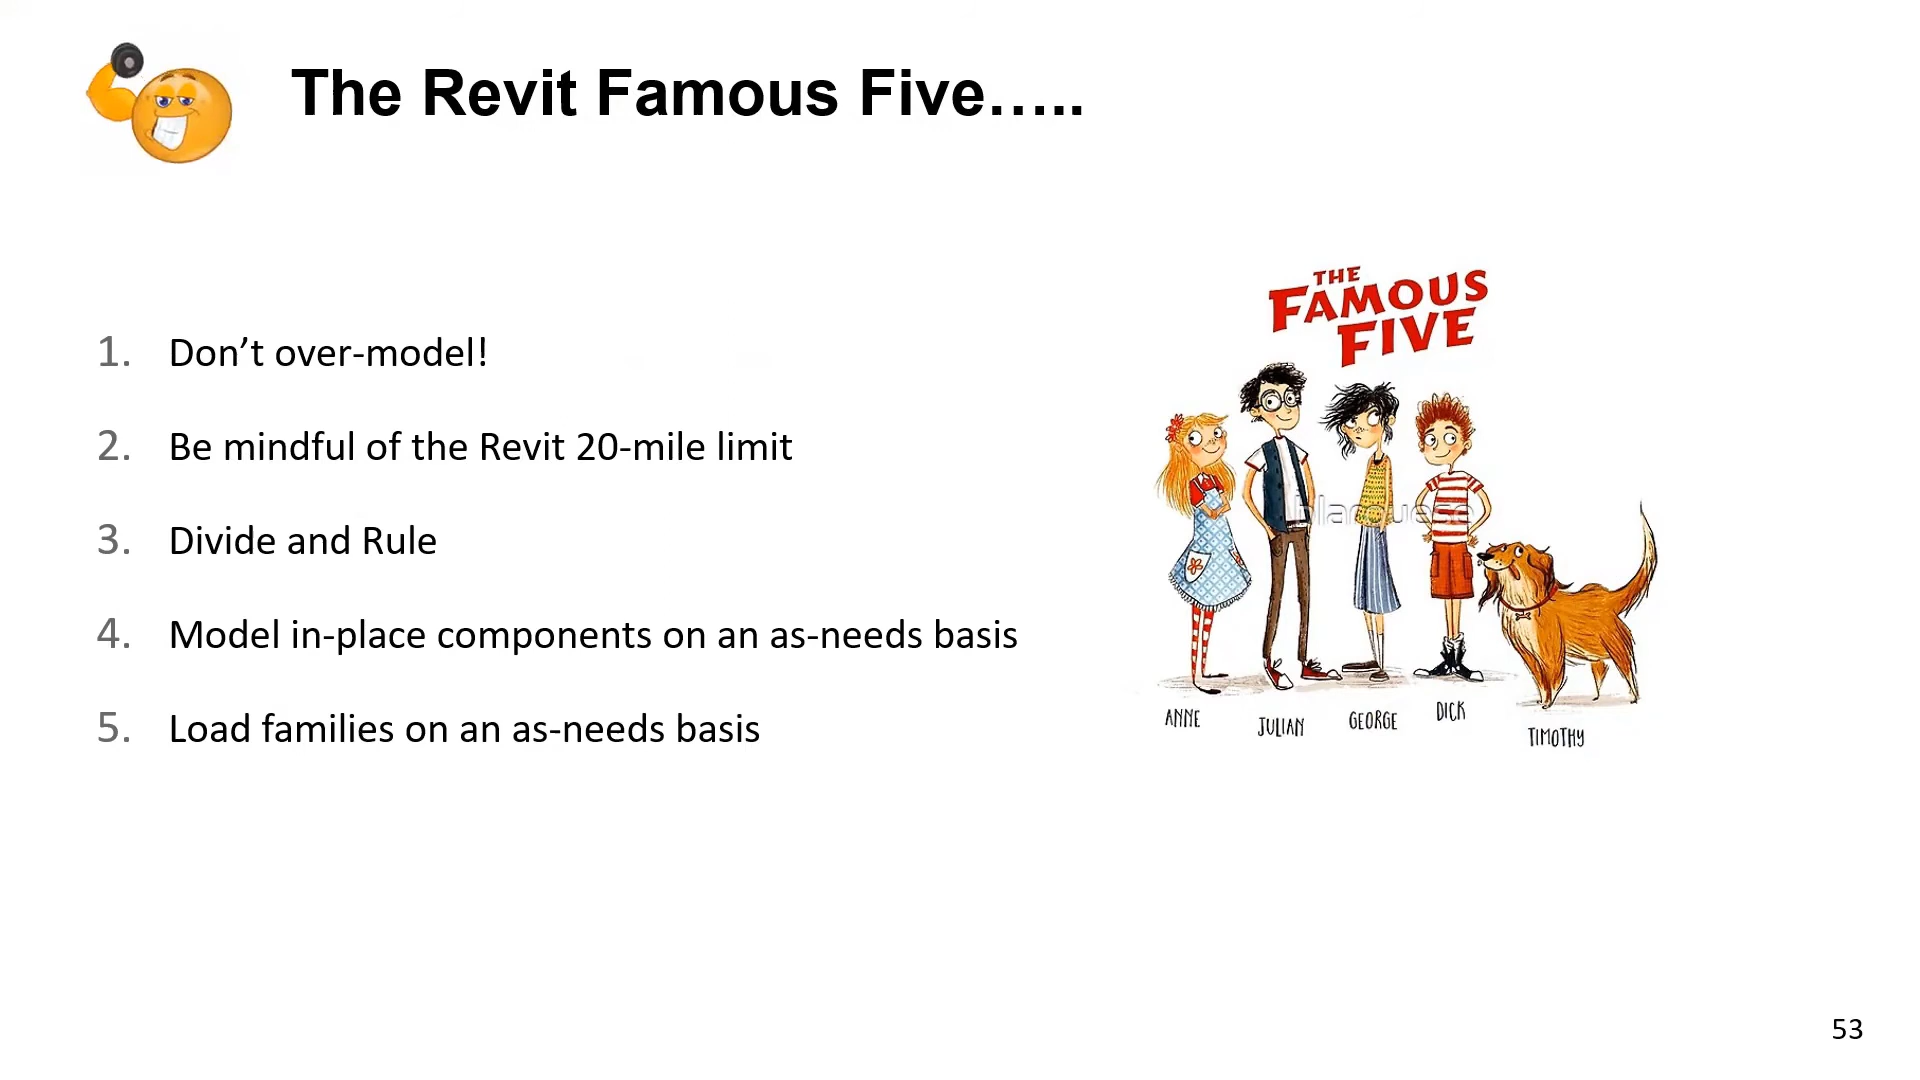 The Revit Famous Five…..
1. Don’t over-model!
2. Be mindful of the Revit 20-mile limit
3. Divide and Rule
4. Model in-place components on an as-needs basis
5. Load families on an as-needs basis
THE
FAMOUS
FIVE
ANNE
JULIAN
GEORGE
DICK
TIMOTHY
53